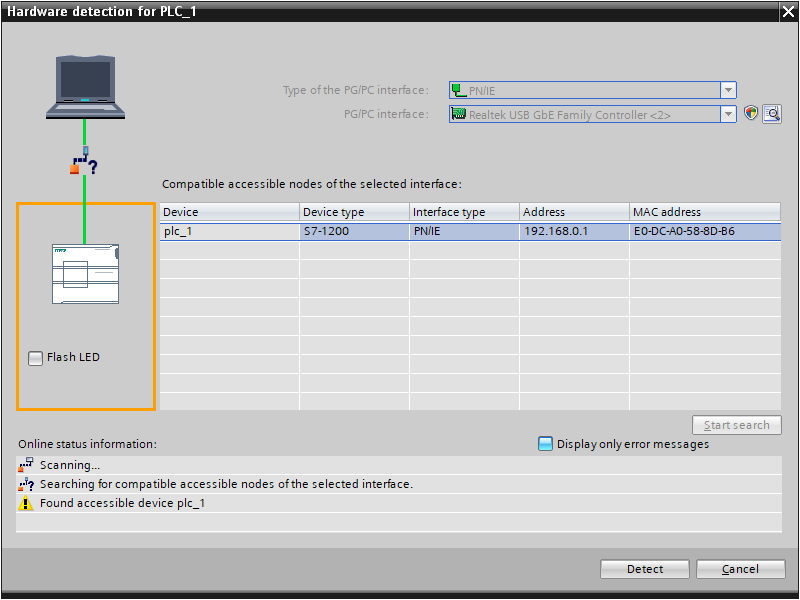 Hardware detection for PLC_1
Type of the PG/PC interface: PN/IE
PG/PC interface: Realtek USB GbE Family Controller <2>
?
Compatible accessible nodes of the selected interface:
Device Device type Interface type Address MAC address
plc_1 S7-1200 PN/IE 192.168.0.1 E0-DC-A0-58-8D-B6
Flash LED
Start search
Online status information: Display only error messages
Scanning...
Searching for compatible accessible nodes of the selected interface.
Found accessible device plc_1
Detect Cancel